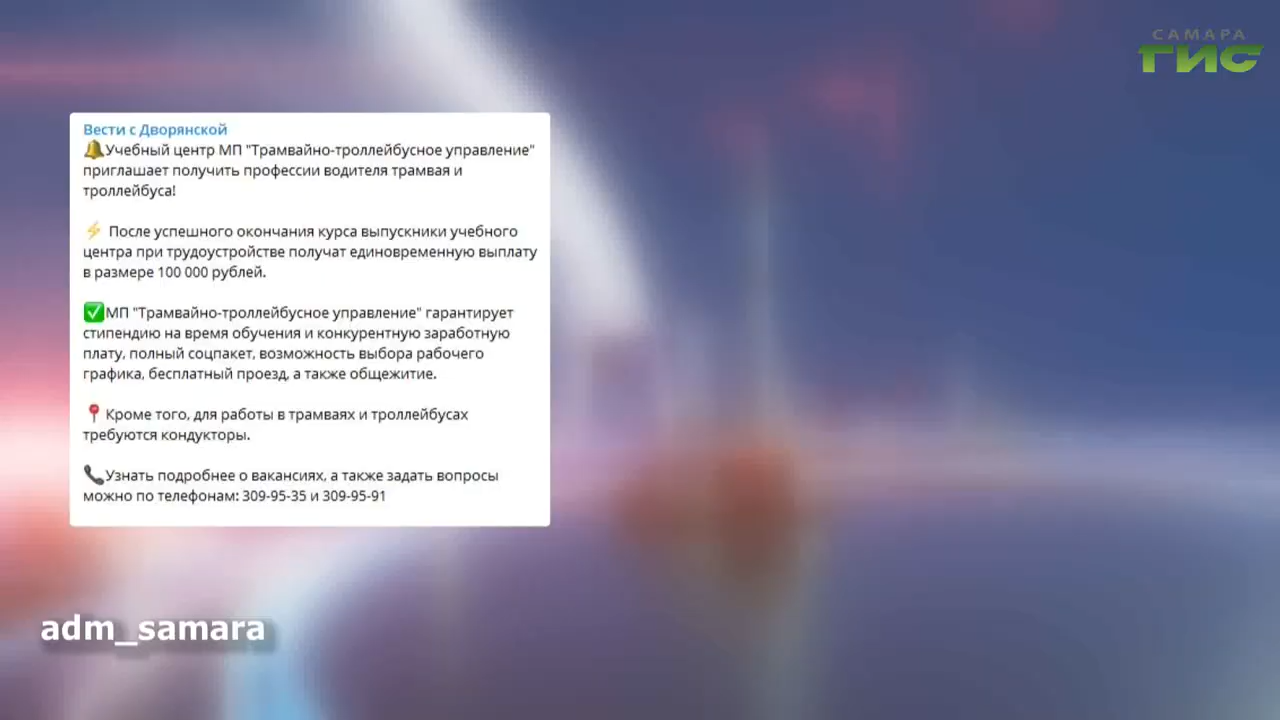 САМАРА
ГИС
Вести с Дворянской
🔔Учебный центр МП "Трамвайно-троллейбусное управление"
приглашает получить профессии водителя трамвая и
троллейбуса!
⚡ После успешного окончания курса выпускники учебного
центра при трудоустройстве получат единовременную выплату
в размере 100 000 рублей.
✅МП "Трамвайно-троллейбусное управление" гарантирует
стипендию на время обучения и конкурентную заработную
плату, полный соцпакет, возможность выбора рабочего
графика, бесплатный проезд, а также общежитие.
📍Кроме того, для работы в трамваях и троллейбусах
требуются кондукторы.
📞Узнать подробнее о вакансиях, а также задать вопросы
можно по телефонам: 309-95-35 и 309-95-91
adm_samara